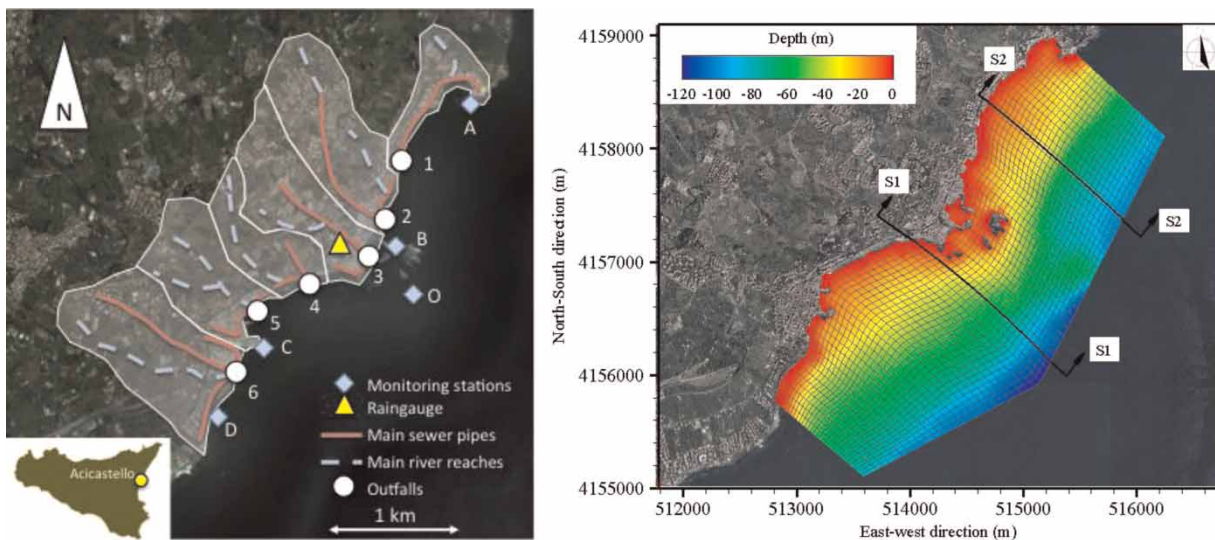 N
A
1
2
B
3
O
4
5
C
6
D
Monitoring stations
Raingauge
Main sewer pipes
Main river reaches
Outfalls
1 km
Acicastello
Depth (m)
-120 -100 -80 -60 -40 -20 0
S2
S1
S2
S1
4159000
4158000
4157000
4156000
4155000
North-South direction (m)
512000 513000 514000 515000 516000
East-west direction (m)